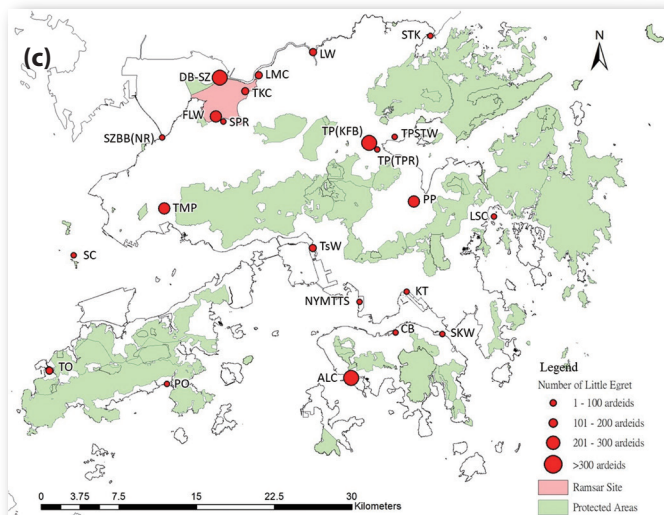 (c)
STK
N
LW
LMC
DB-SZ
TKC
FLW
SPR
SZBB(NR)
TPSTW
TP(KFB)
TP(TPR)
TMP
PP
LSC
SC
TsW
KT
NYMTTS
CB
SKW
TO
PO
ALC
Legend
Number of Little Egret
1 - 100 ardeids
101 - 200 ardeids
201 - 300 ardeids
>300 ardeids
Ramsar Site
Protected Areas
0 3.75 7.5 15 22.5 30
Kilometers